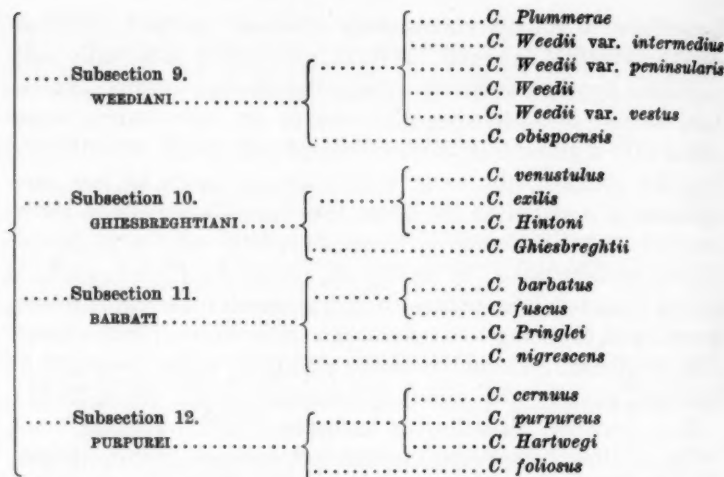 C. Plummerae
C. Weedii var. intermedius
Subsection 9.
C. Weedii var. peninsularis
WEEDIANI
C. Weedii
C. Weedii var. vestus
C. obispoensis
C. venustulus
Subsection 10.
C. exilis
GHIESBREGHTIANI
C. Hintoni
C. Ghiesbreghtii
C. barbatus
Subsection 11.
C. fuscus
BARBATI
C. Pringlei
C. nigrescens
C. cernuus
Subsection 12.
C. purpureus
PURPUREI
C. Hartwegi
C. foliosus